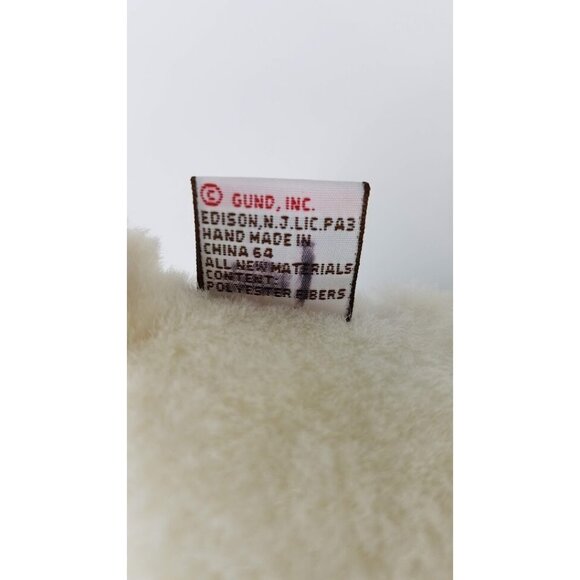 © GUND, INC.
EDISON,N.J.LIC.PA3
HAND MADE IN
CHINA 64
ALL NEW MATERIALS
CONTENT:
POLYESTER FIBERS